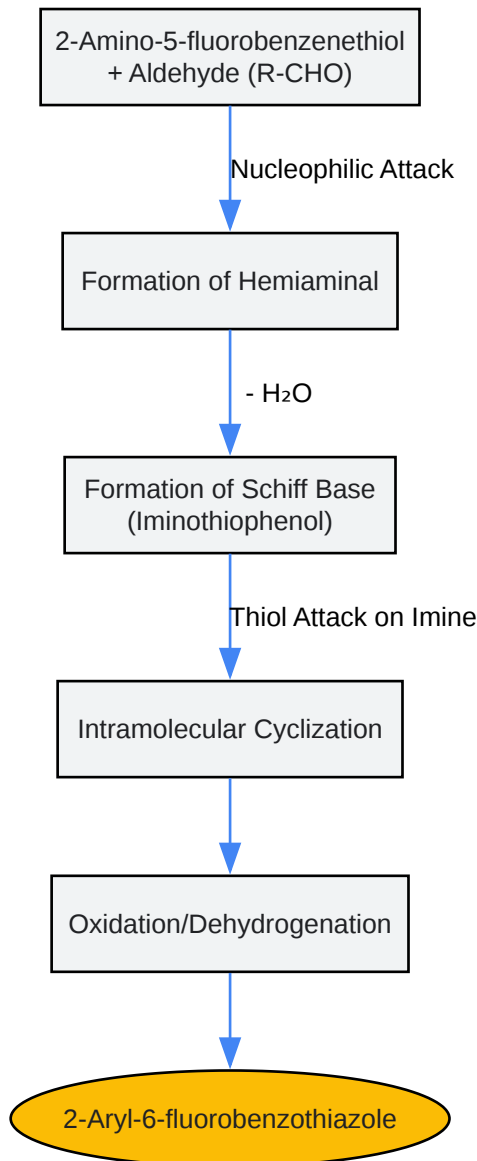 2-Amino-5-fluorobenzenethiol
+ Aldehyde (R-CHO)
Nucleophilic Attack
Formation of Hemiaminal
- H₂O
Formation of Schiff Base
(Iminothiophenol)
Thiol Attack on Imine
Intramolecular Cyclization
Oxidation/Dehydrogenation
2-Aryl-6-fluorobenzothiazole